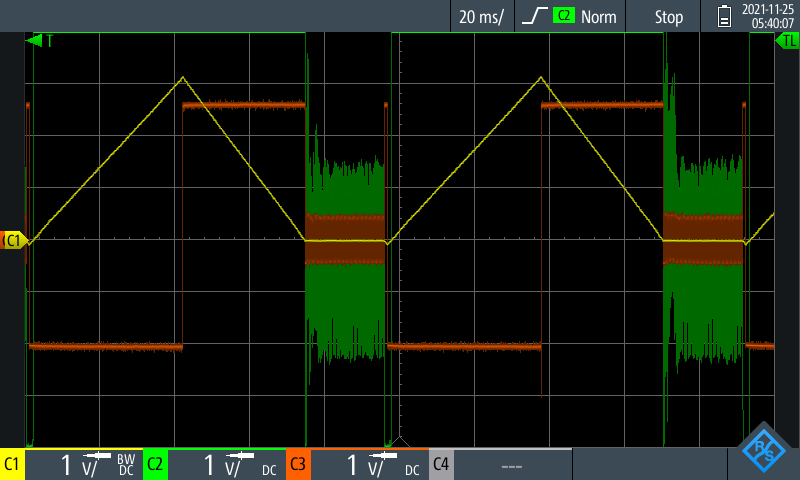 20 ms/ C2 Norm Stop 2021-11-25
05:40:07
T TL
C1
C1 1 V/ BW DC C2 1 V/ DC C3 1 V/ DC C4 ---
R S